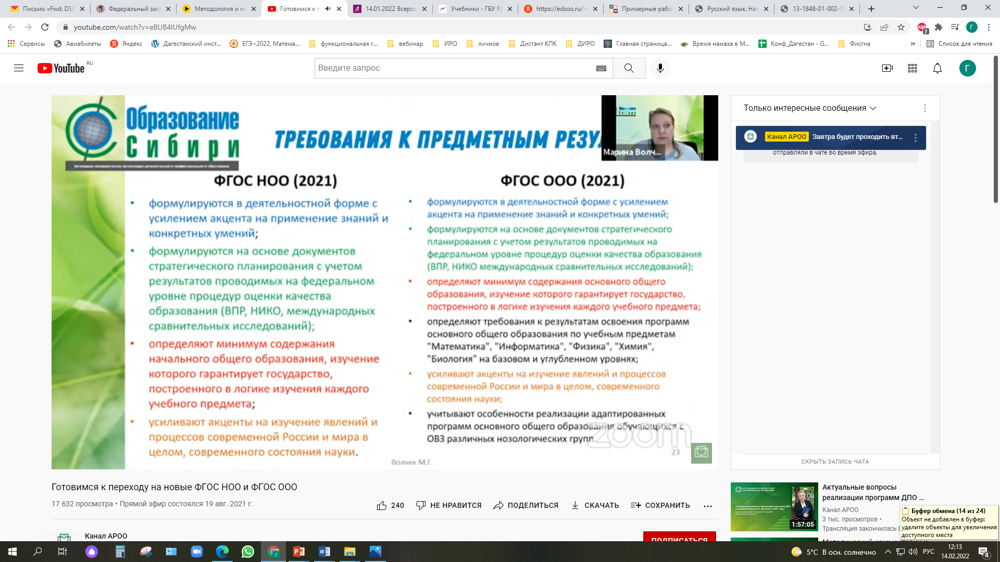 Письмо «Fwd: DSC
Федеральный зако
Методология и ме
Готовимся к п
14.01.2022 Всерос
Учебники - ГБУ РД
https://edsoo.ru/ –
Примерные рабоч
Русский язык. Нач
13-1848-01-002-1
youtube.com/watch?v=eBUB4IUfgMw
ABP
7
Г
Сервисы
Авиабилеты
Яндекс
Дагестанский инст...
ЕГЭ–2022, Матема...
функциональная г...
вебинар
ИРО
личное
Дистант КПК
ДИРО
Главная страница...
Время намаза в М...
Конф_Дагестан - G...
Фисгна
»
Список для чтения
YouTube RU
Введите запрос
Г
Образование
Сибири
Автономная некоммерческая организация дополнительного профессионального образования
ТРЕБОВАНИЯ К ПРЕДМЕТНЫМ РЕЗУЛ
Марина Волч...
ФГОС НОО (2021)
• формулируются в деятельностной форме с
усилением акцента на применение знаний и
конкретных умений;
• формулируются на основе документов
стратегического планирования с учетом
результатов проводимых на федеральном
уровне процедур оценки качества
образования (ВПР, НИКО, международных
сравнительных исследований);
• определяют минимум содержания
начального общего образования, изучение
которого гарантирует государство,
построенного в логике изучения каждого
учебного предмета;
• усиливают акценты на изучение явлений и
процессов современной России и мира в
целом, современного состояния науки.
ФГОС ООО (2021)
• формулируются в деятельностной форме с усилением
акцента на применение знаний и конкретных умений;
• формулируются на основе документов стратегического
планирования с учетом результатов проводимых на
федеральном уровне процедур оценки качества образования
(ВПР, НИКО международных сравнительных исследований);
• определяют минимум содержания основного общего
образования, изучение которого гарантирует государство,
построенного в логике изучения каждого учебного предмета;
• определяют требования к результатам освоения программ
основного общего образования по учебным предметам
"Математика", "Информатика", "Физика", "Химия",
"Биология" на базовом и углубленном уровнях;
• усиливают акценты на изучение явлений и процессов
современной России и мира в целом, современного
состояния науки;
• учитывают особенности реализации адаптированных
программ основного общего образования обучающихся с
ОВЗ различных нозологических групп.
zoom
23
Волчек М.Г.
Только интересные сообщения
Канал АРОО Завтра будет проходить вт...
отправляли в чате во время эфира.
СКРЫТЬ ЗАПИСЬ ЧАТА
Готовимся к переходу на новые ФГОС НОО и ФГОС ООО
17 632 просмотра • Прямой эфир состоялся 19 авг. 2021 г.
240
НЕ НРАВИТСЯ
ПОДЕЛИТЬСЯ
СКАЧАТЬ
СОХРАНИТЬ
Канал АРОО
ПОДПИСАТЬСЯ
1:57:05
Актуальные вопросы
реализации программ ДПО ...
Канал АРОО
3 тыс. просмотров •
Трансляция закончилась
Буфер обмена (14 из 24)
Объект не добавлен в буфер:
удалите объекты для увеличения
доступного места
5°C В осн. солнечно
РУС
12:13
14.02.2022
4